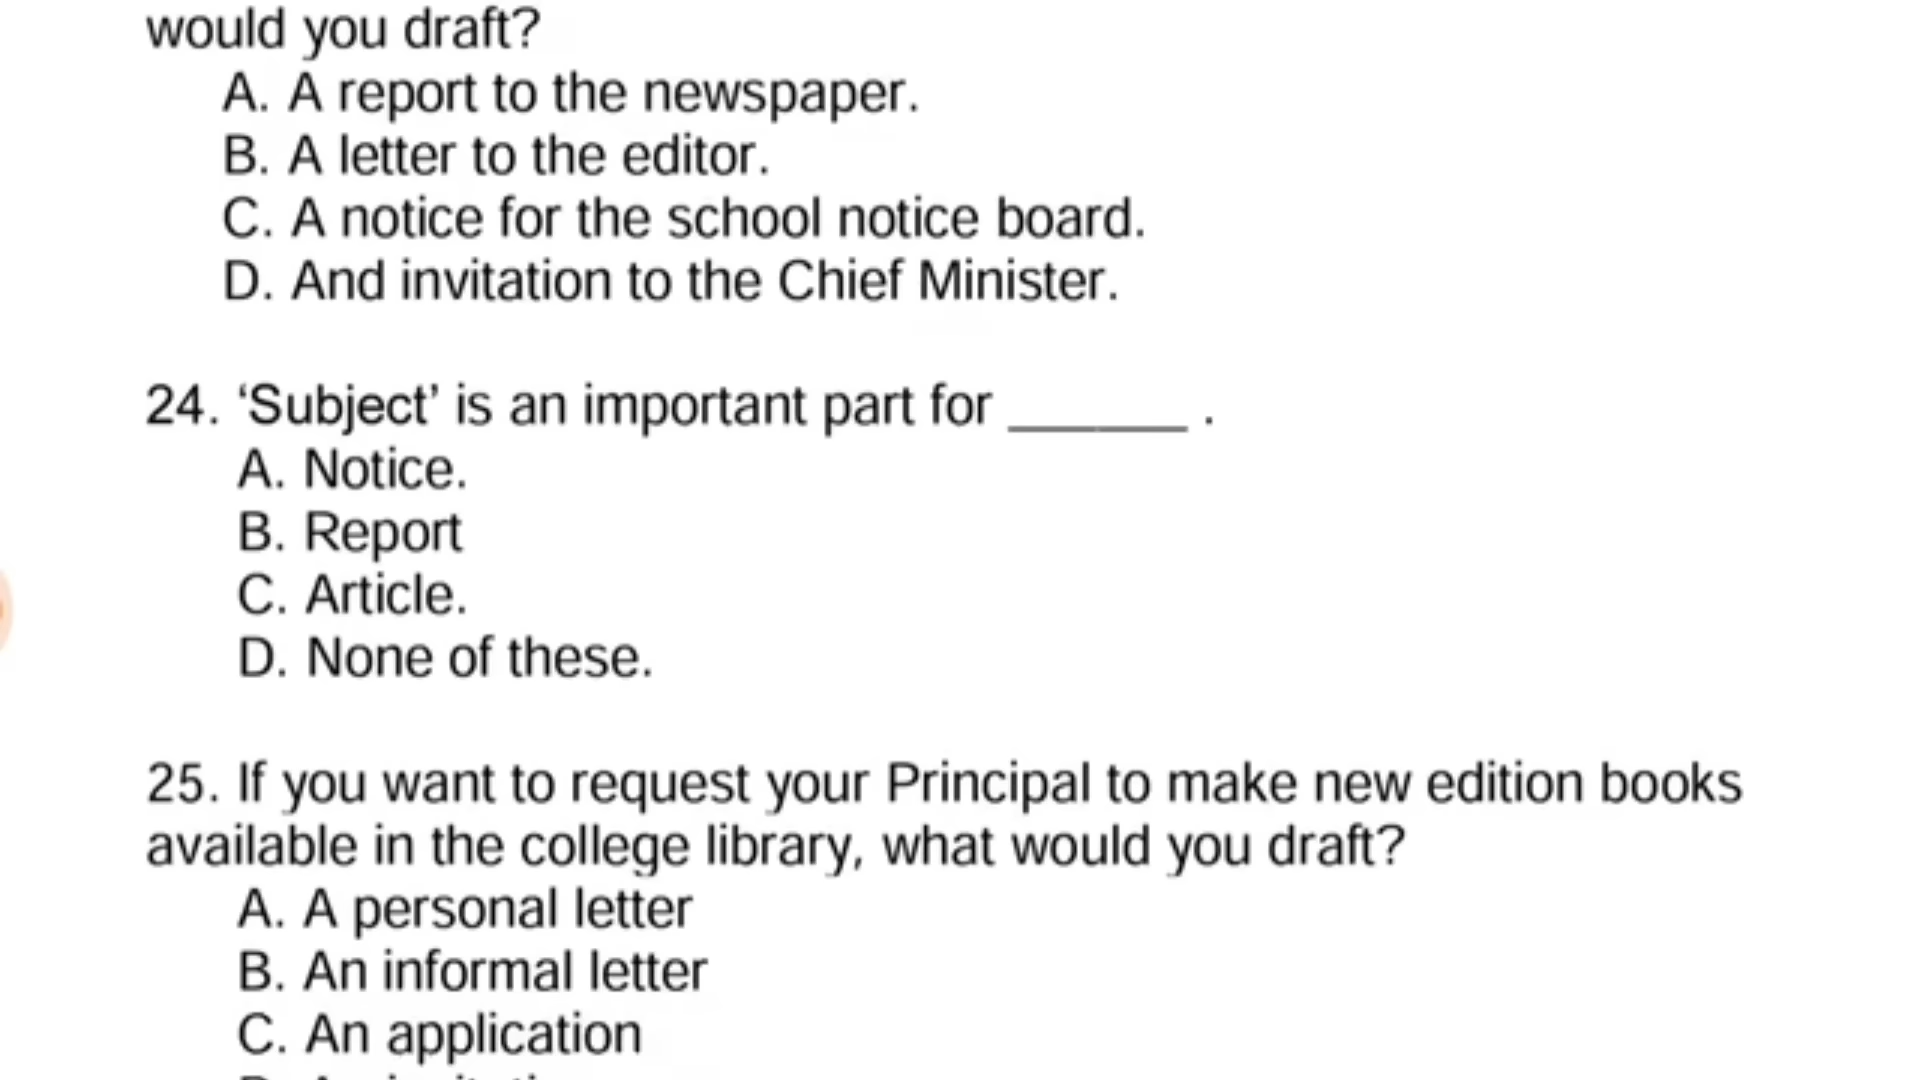 would you draft?
A. A report to the newspaper.
B. A letter to the editor.
C. A notice for the school notice board.
D. And invitation to the Chief Minister.
24. ‘Subject’ is an important part for ______ .
A. Notice.
B. Report
C. Article.
D. None of these.
25. If you want to request your Principal to make new edition books
available in the college library, what would you draft?
A. A personal letter
B. An informal letter
C. An application